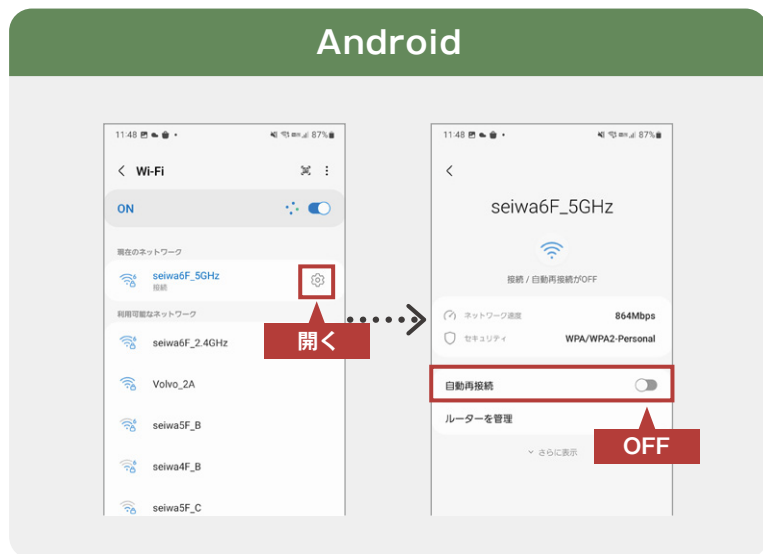 Android
11:48
87%
Wi-Fi
ON
現在のネットワーク
seiwa6F_5GHz
接続
開く
利用可能なネットワーク
seiwa6F_2.4GHz
Volvo_2A
seiwa5F_B
seiwa4F_B
seiwa5F_C
11:48
87%
seiwa6F_5GHz
接続 / 自動再接続がOFF
ネットワーク速度 864Mbps
セキュリティ WPA/WPA2-Personal
自動再接続
OFF
ルーターを管理
さらに表示